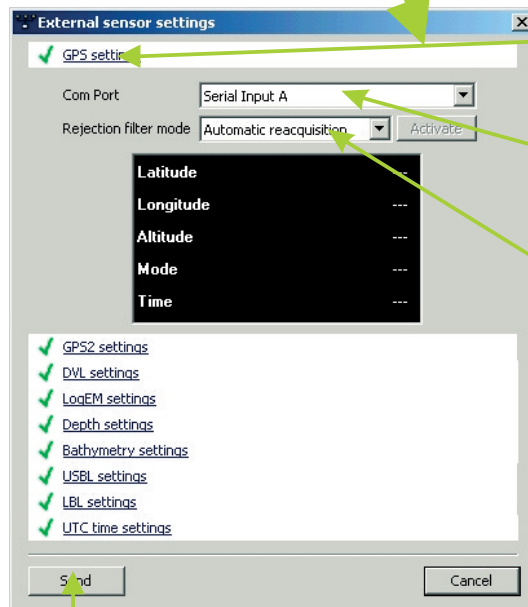 External sensor settings
GPS settings
Com Port Serial Input A
Rejection filter mode Automatic reacquisition Activate
Latitude ---
Longitude ---
Altitude ---
Mode ---
Time ---
GPS2 settings
DVL settings
LogEM settings
Depth settings
Bathymetry settings
USBL settings
LBL settings
UTC time settings
Send Cancel